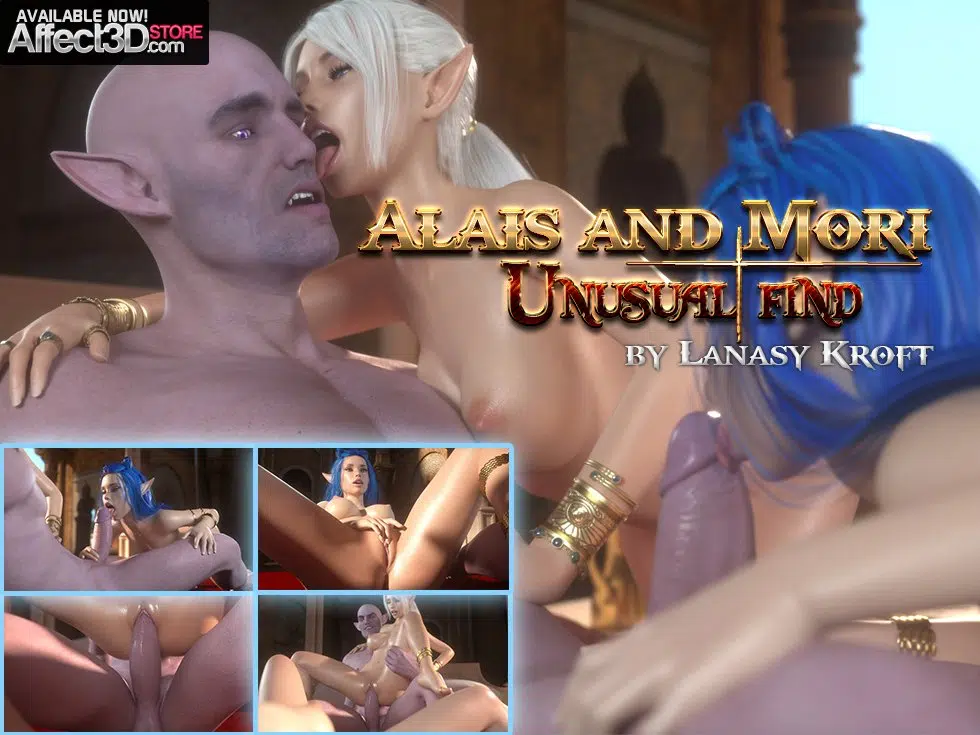 AVAILABLE NOW!
Affect3D STORE
.com
ALAIS AND MORI
UNUSUAL FIND
BY LANASY KROFT